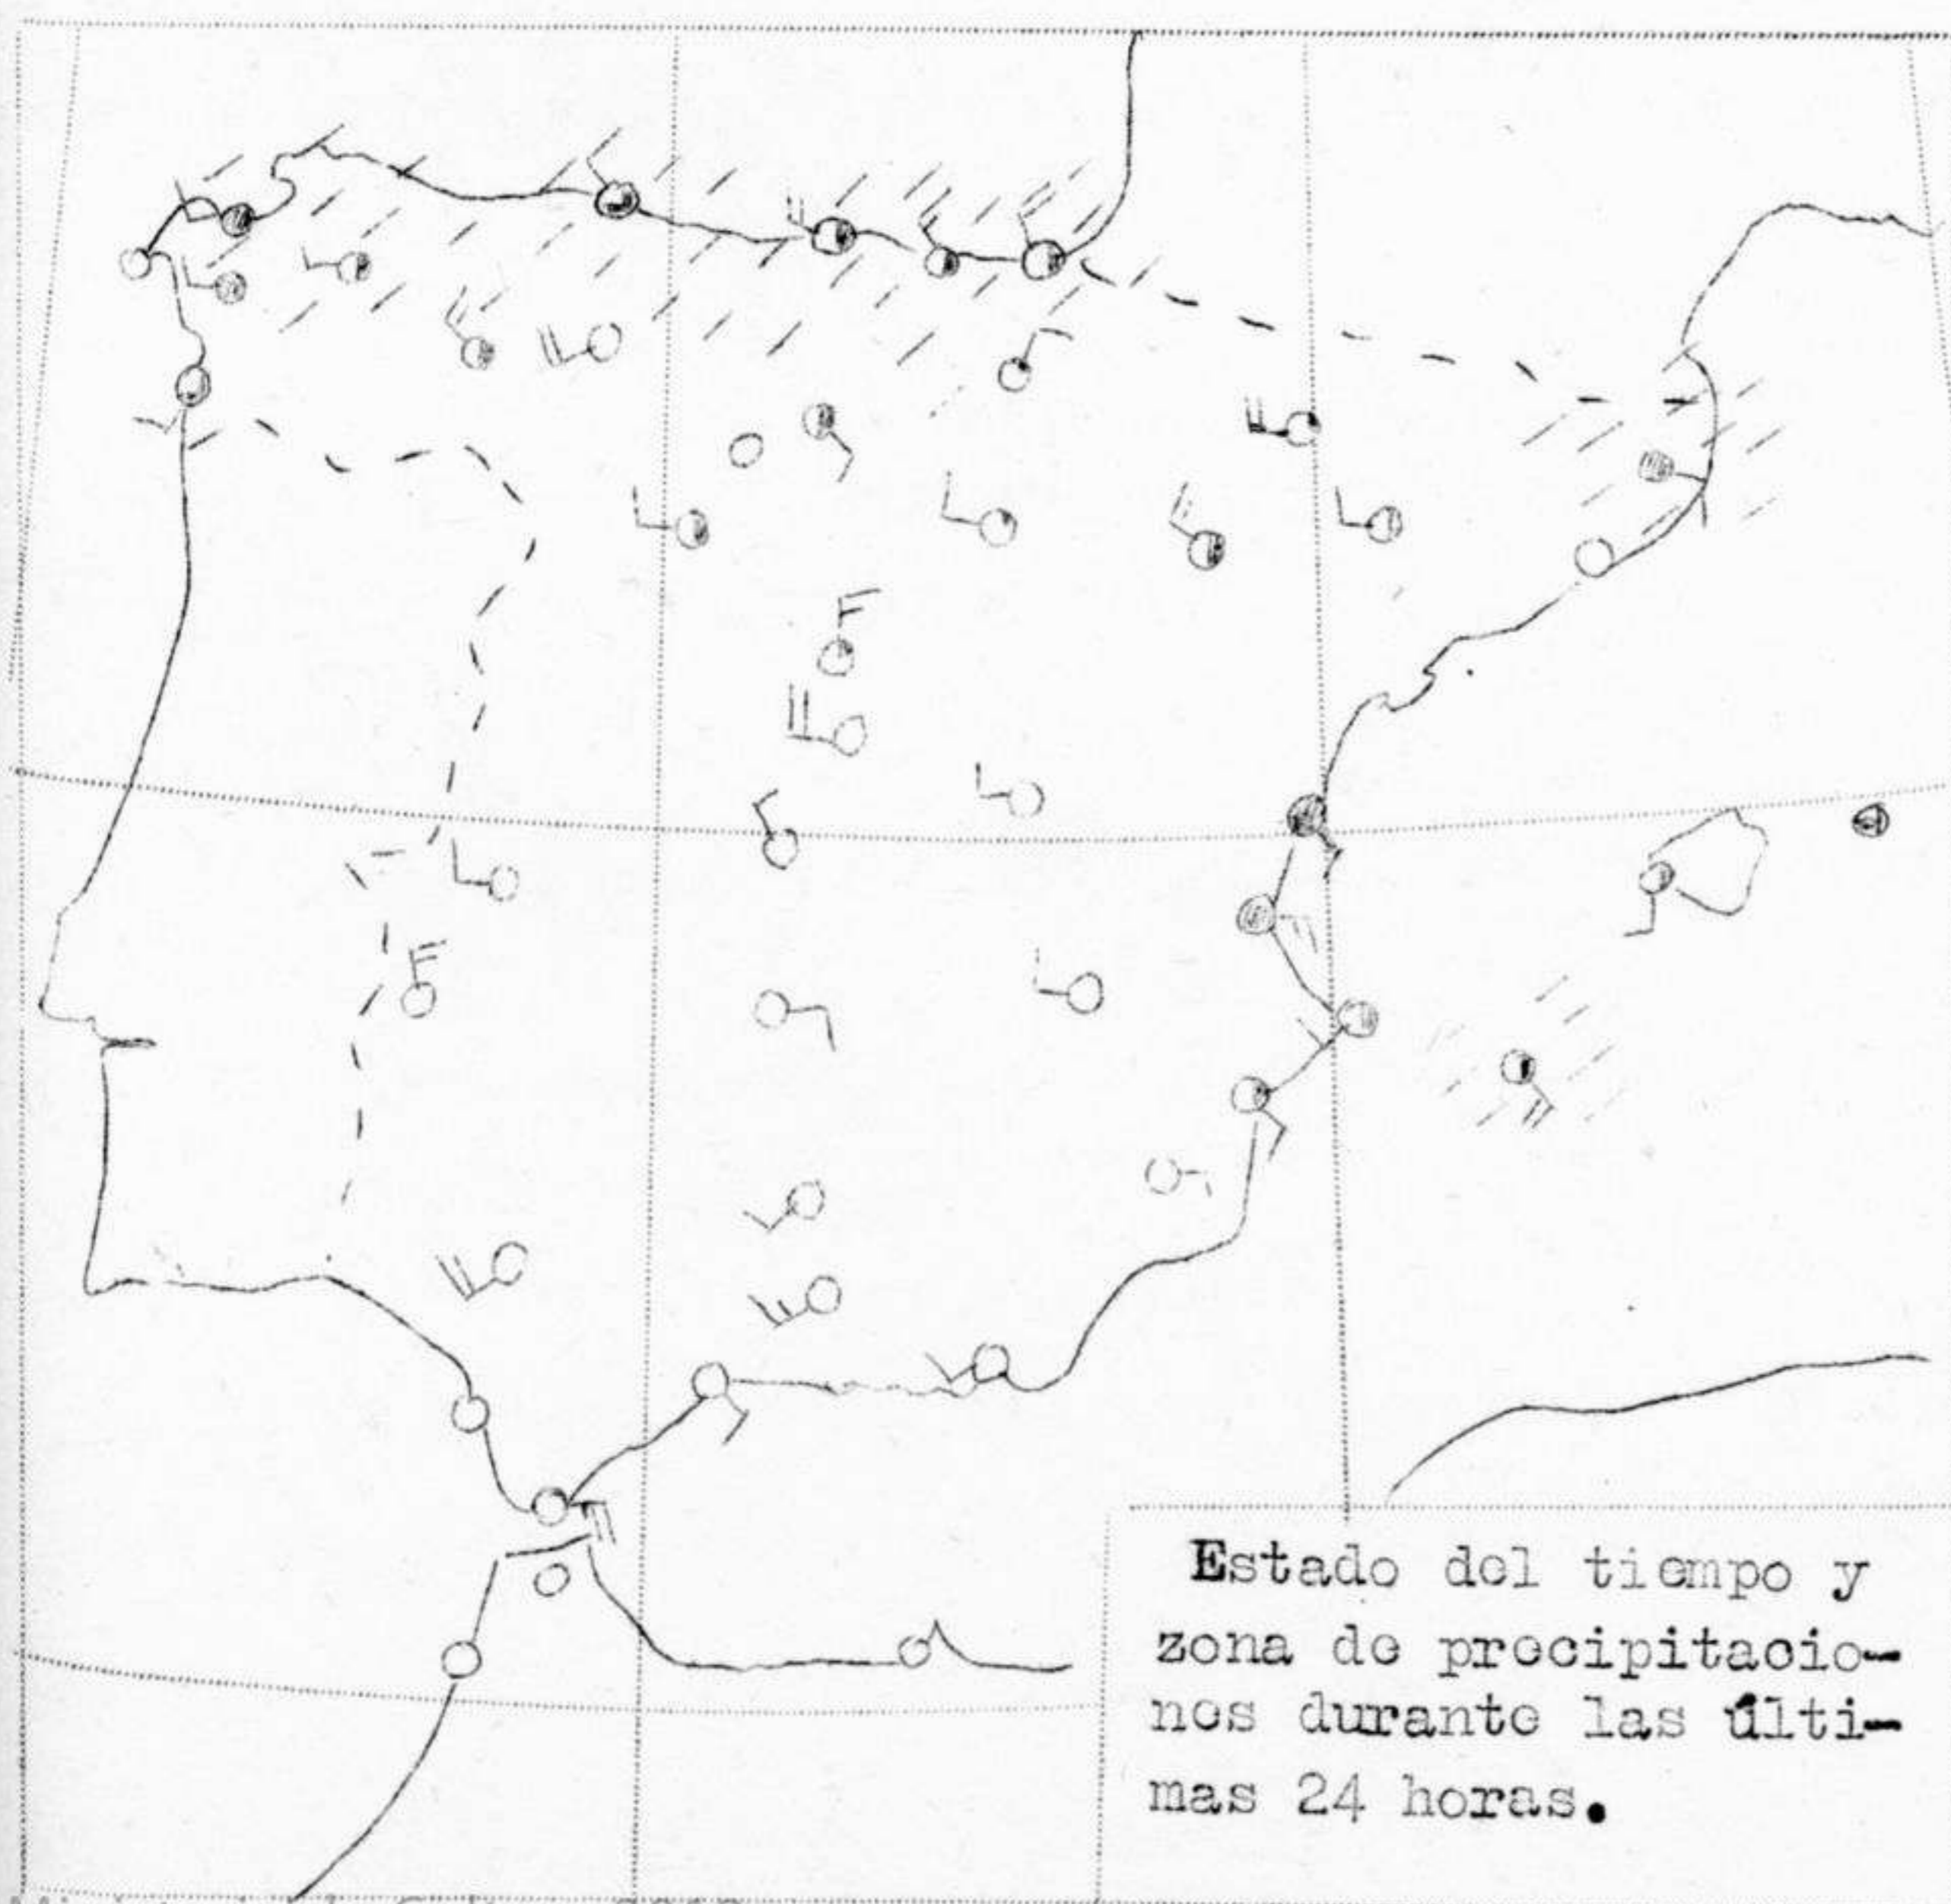 Estado del tiempo y
zona de precipitacio-
nes durante las últi-
mas 24 horas.